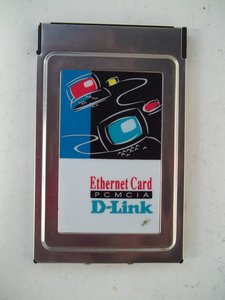 Ethernet Card
PCMCIA
D-Link